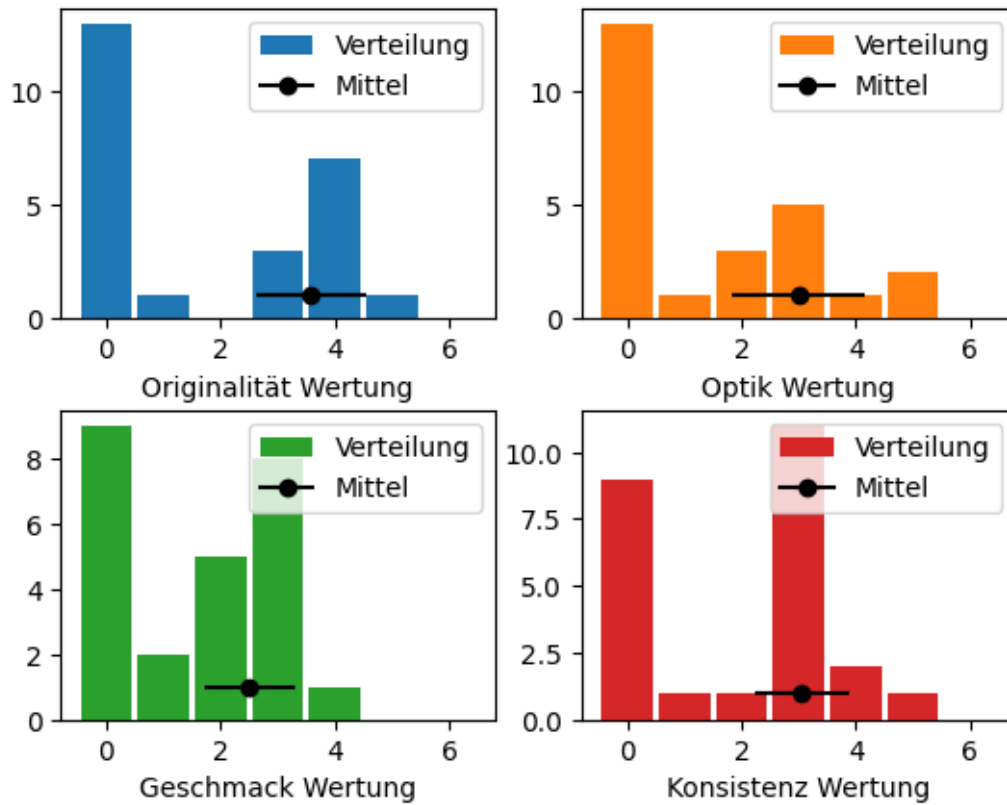 Verteilung
Mittel
10
5
0
0 2 4 6
Originalität Wertung
Verteilung
Mittel
10
5
0
0 2 4 6
Optik Wertung
Verteilung
Mittel
8
6
4
2
0
0 2 4 6
Geschmack Wertung
Verteilung
Mittel
10.0
7.5
5.0
2.5
0.0
0 2 4 6
Konsistenz Wertung